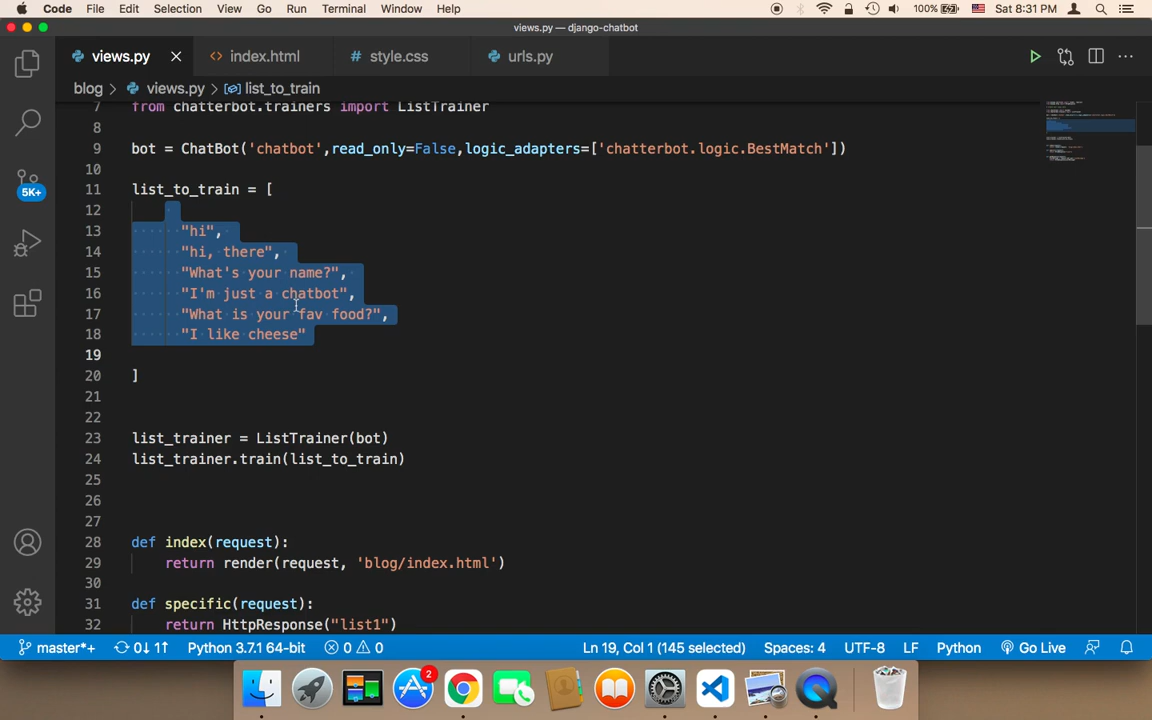 Code File Edit Selection View Go Run Terminal Window Help 100% Sat 8:31 PM
views.py — django-chatbot
views.py index.html style.css urls.py
blog > views.py > list_to_train
7 from chatterbot.trainers import ListTrainer
8
9 bot = ChatBot('chatbot',read_only=False,logic_adapters=['chatterbot.logic.BestMatch'])
10
11 list_to_train = [
12
13 "hi",
14 "hi, there",
15 "What's your name?",
16 "I'm just a chatbot",
17 "What is your fav food?",
18 "I like cheese"
19
20 ]
21
22
23 list_trainer = ListTrainer(bot)
24 list_trainer.train(list_to_train)
25
26
27
28 def index(request):
29 return render(request, 'blog/index.html')
30
31 def specific(request):
32 return HttpResponse("list1")
5K+
master*+ 0↓ 1↑ Python 3.7.1 64-bit 0 0 Ln 19, Col 1 (145 selected) Spaces: 4 UTF-8 LF Python Go Live
2